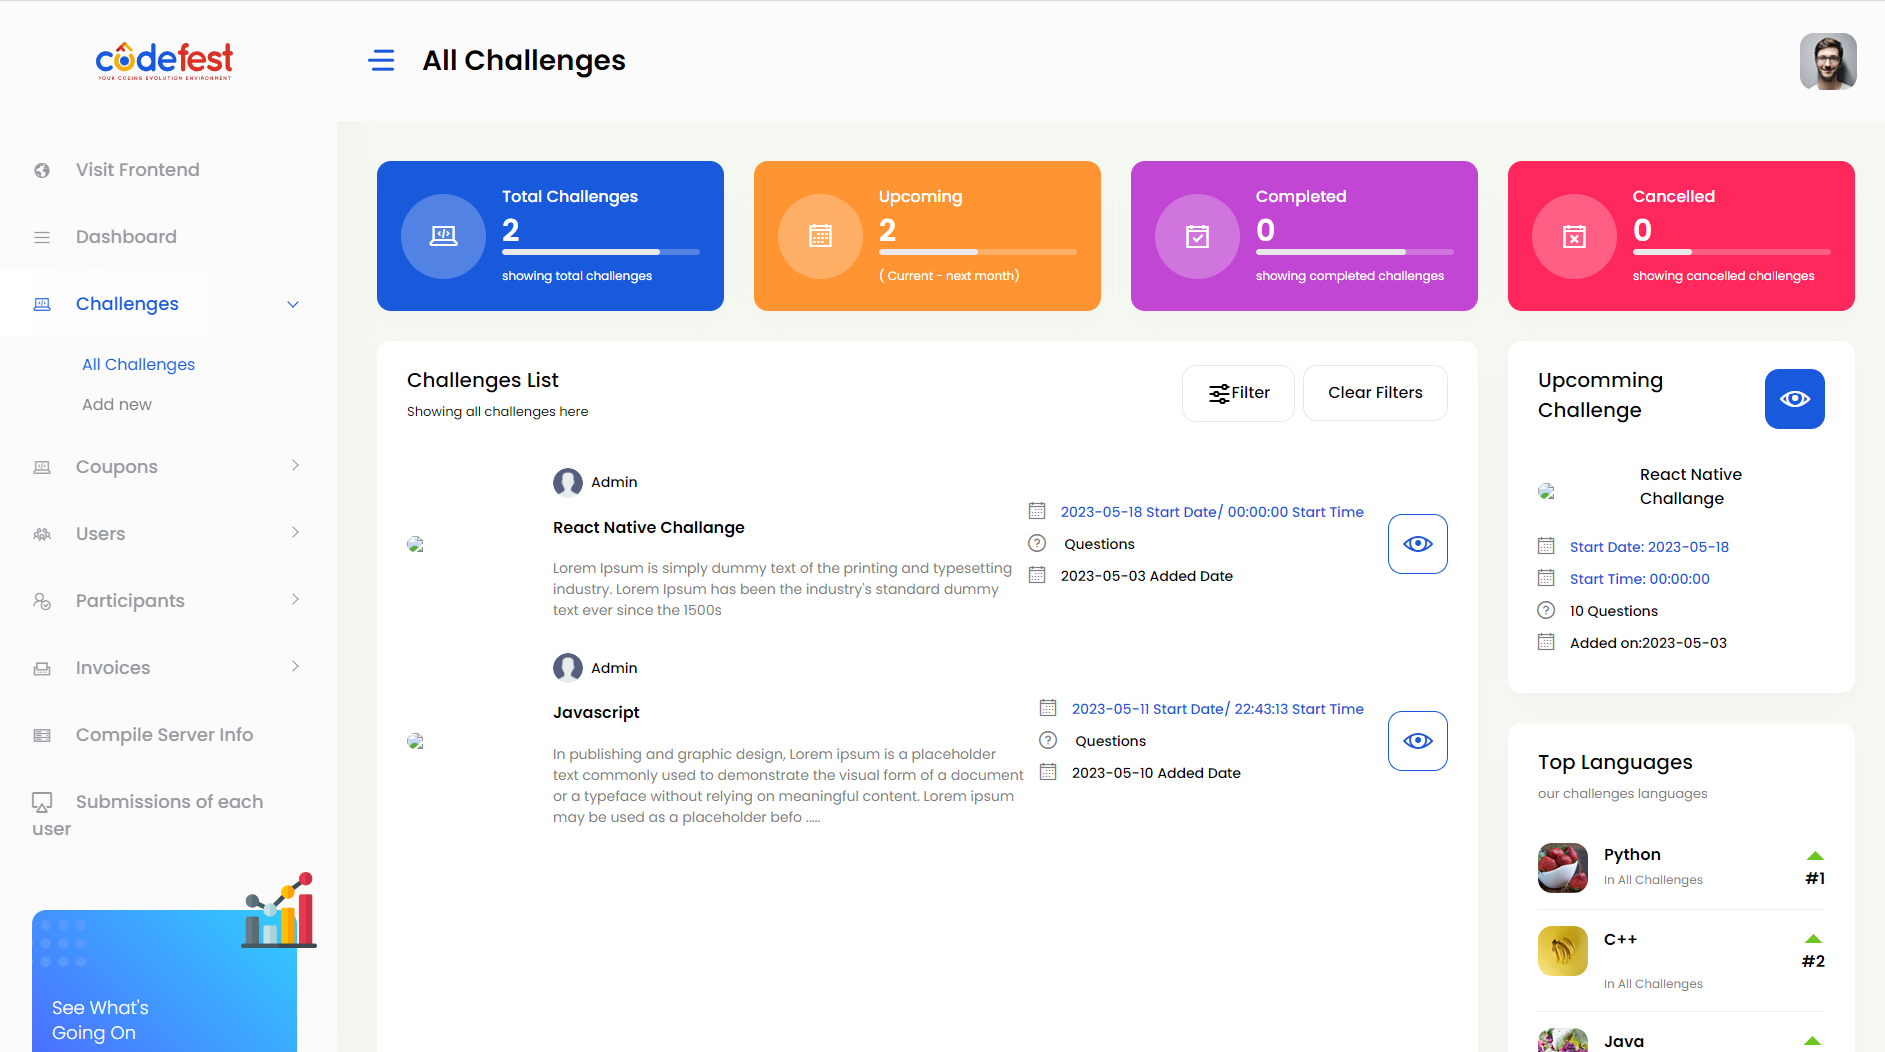 codefest
YOUR CODING EVOLUTION ENVIRONMENT
All Challenges
Visit Frontend
Dashboard
Challenges
All Challenges
Add new
Coupons
Users
Participants
Invoices
Compile Server Info
Submissions of each
user
See What's
Going On
Total Challenges
2
showing total challenges
Upcoming
2
( Current - next month)
Completed
0
showing completed challenges
Cancelled
0
showing cancelled challenges
Challenges List
Showing all challenges here
Filter
Clear Filters
Admin
React Native Challange
Lorem Ipsum is simply dummy text of the printing and typesetting
industry. Lorem Ipsum has been the industry's standard dummy
text ever since the 1500s
2023-05-18 Start Date/ 00:00:00 Start Time
Questions
2023-05-03 Added Date
Admin
Javascript
In publishing and graphic design, Lorem ipsum is a placeholder
text commonly used to demonstrate the visual form of a document
or a typeface without relying on meaningful content. Lorem ipsum
may be used as a placeholder befo .....
2023-05-11 Start Date/ 22:43:13 Start Time
Questions
2023-05-10 Added Date
Upcomming
Challenge
React Native
Challange
Start Date: 2023-05-18
Start Time: 00:00:00
10 Questions
Added on:2023-05-03
Top Languages
our challenges languages
Python
In All Challenges
#1
C++
In All Challenges
#2
Java